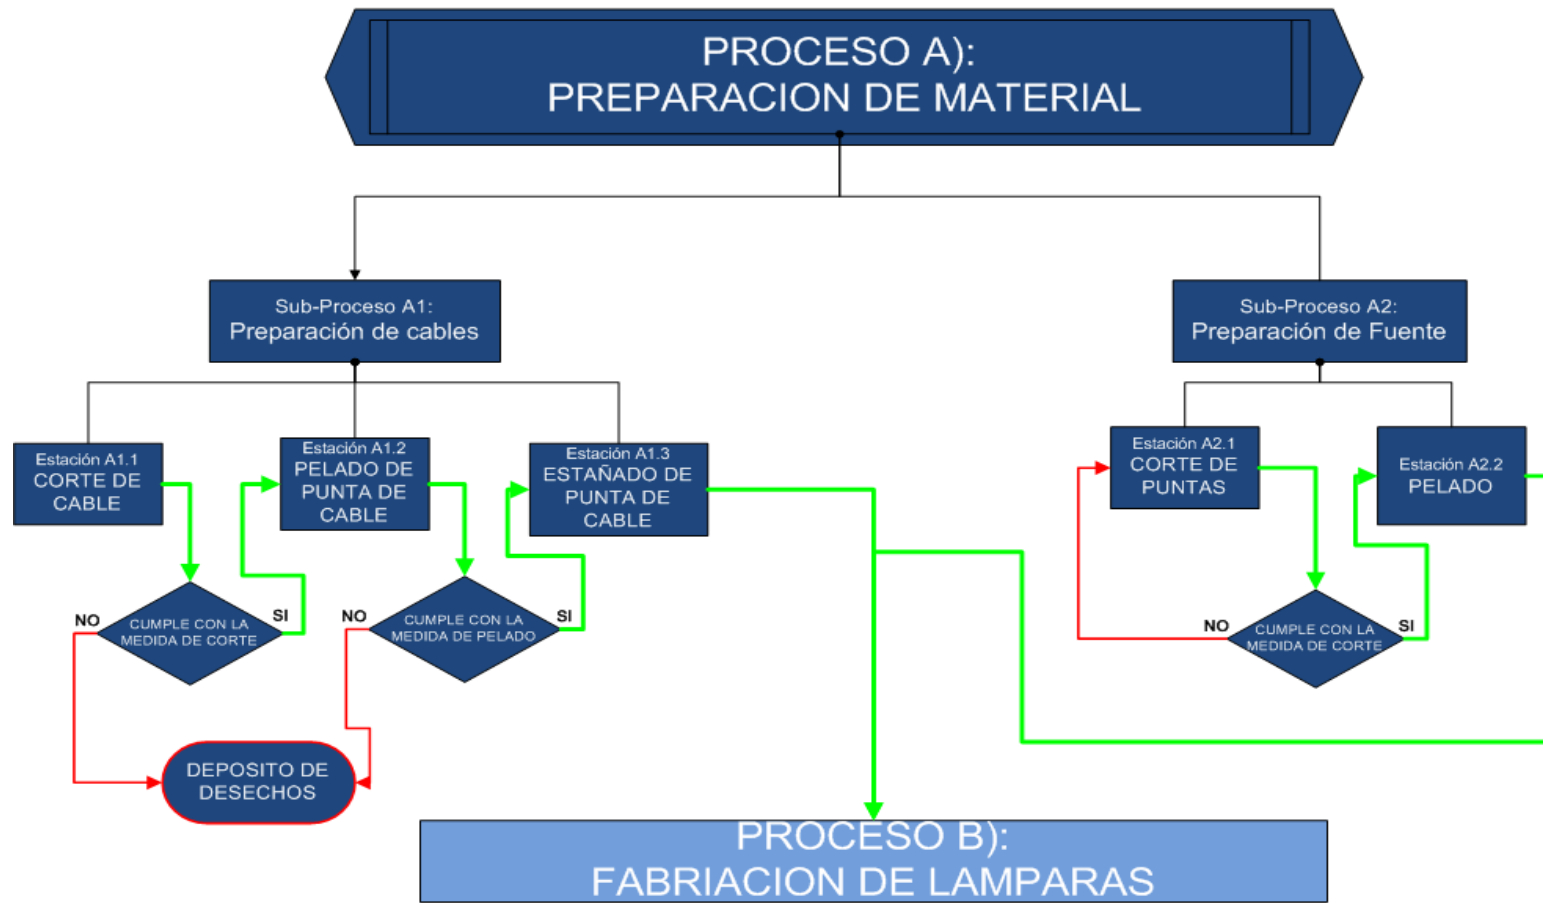 PROCESO A):
PREPARACION DE MATERIAL
Sub-Proceso A1:
Preparación de cables
Sub-Proceso A2:
Preparación de Fuente
Estación A1.1
CORTE DE
CABLE
Estación A1.2
PELADO DE
PUNTA DE
CABLE
Estación A1.3
ESTAÑADO DE
PUNTA DE
CABLE
Estación A2.1
CORTE DE
PUNTAS
Estación A2.2
PELADO
NO
CUMPLE CON LA
MEDIDA DE CORTE
SI
NO
CUMPLE CON LA
MEDIDA DE PELADO
SI
NO
CUMPLE CON LA
MEDIDA DE CORTE
SI
DEPOSITO DE
DESECHOS
PROCESO B):
FABRIACION DE LAMPARAS